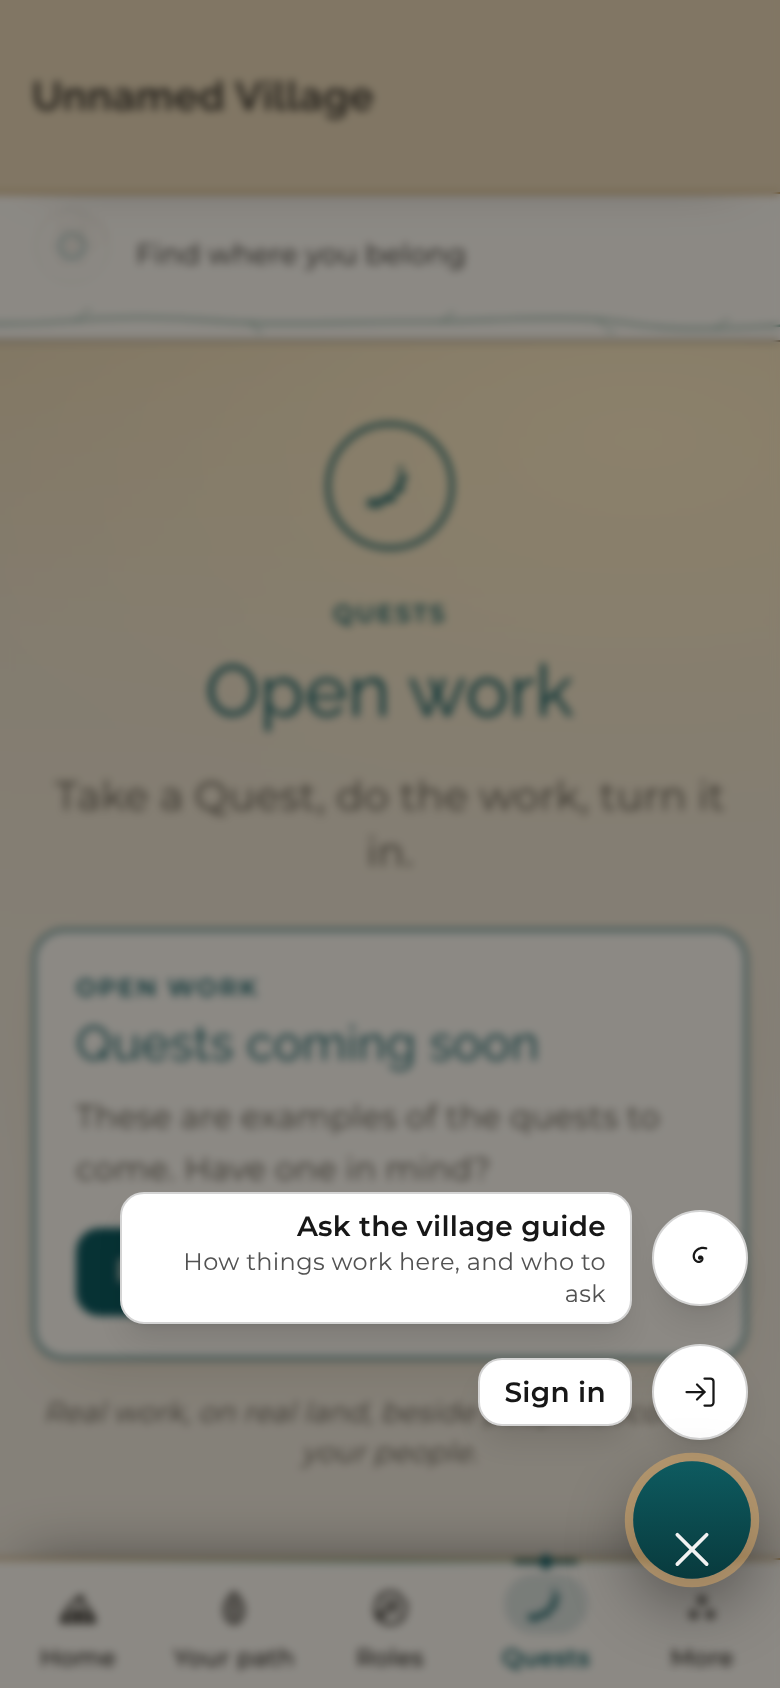 Unnamed Village
Find where you belong
QUESTS
Open work
Take a Quest, do the work, turn it
in.
OPEN WORK
Quests coming soon
These are examples of the quests to
come. Have one in mind?
Ask the village guide
How things work here, and who to
ask
Sign in
Real work, on real land, beside
your people.
Home
Your path
Roles
Quests
More